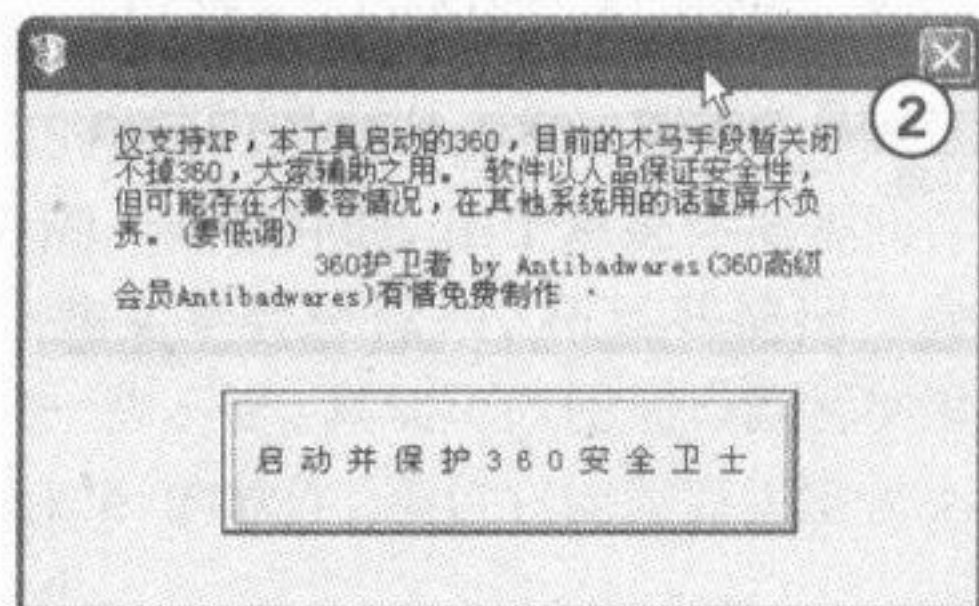 ②
仅支持XP，本工具启动的360，目前的木马手段暂关闭
不掉360，大家辅助之用。 软件以人品保证安全性，
但可能存在不兼容情况，在其他系统用的话蓝屏不负
责。(要低调)
360护卫者 by Antibadwares(360高级
会员Antibadwares)有情免费制作
启动并保护360安全卫士